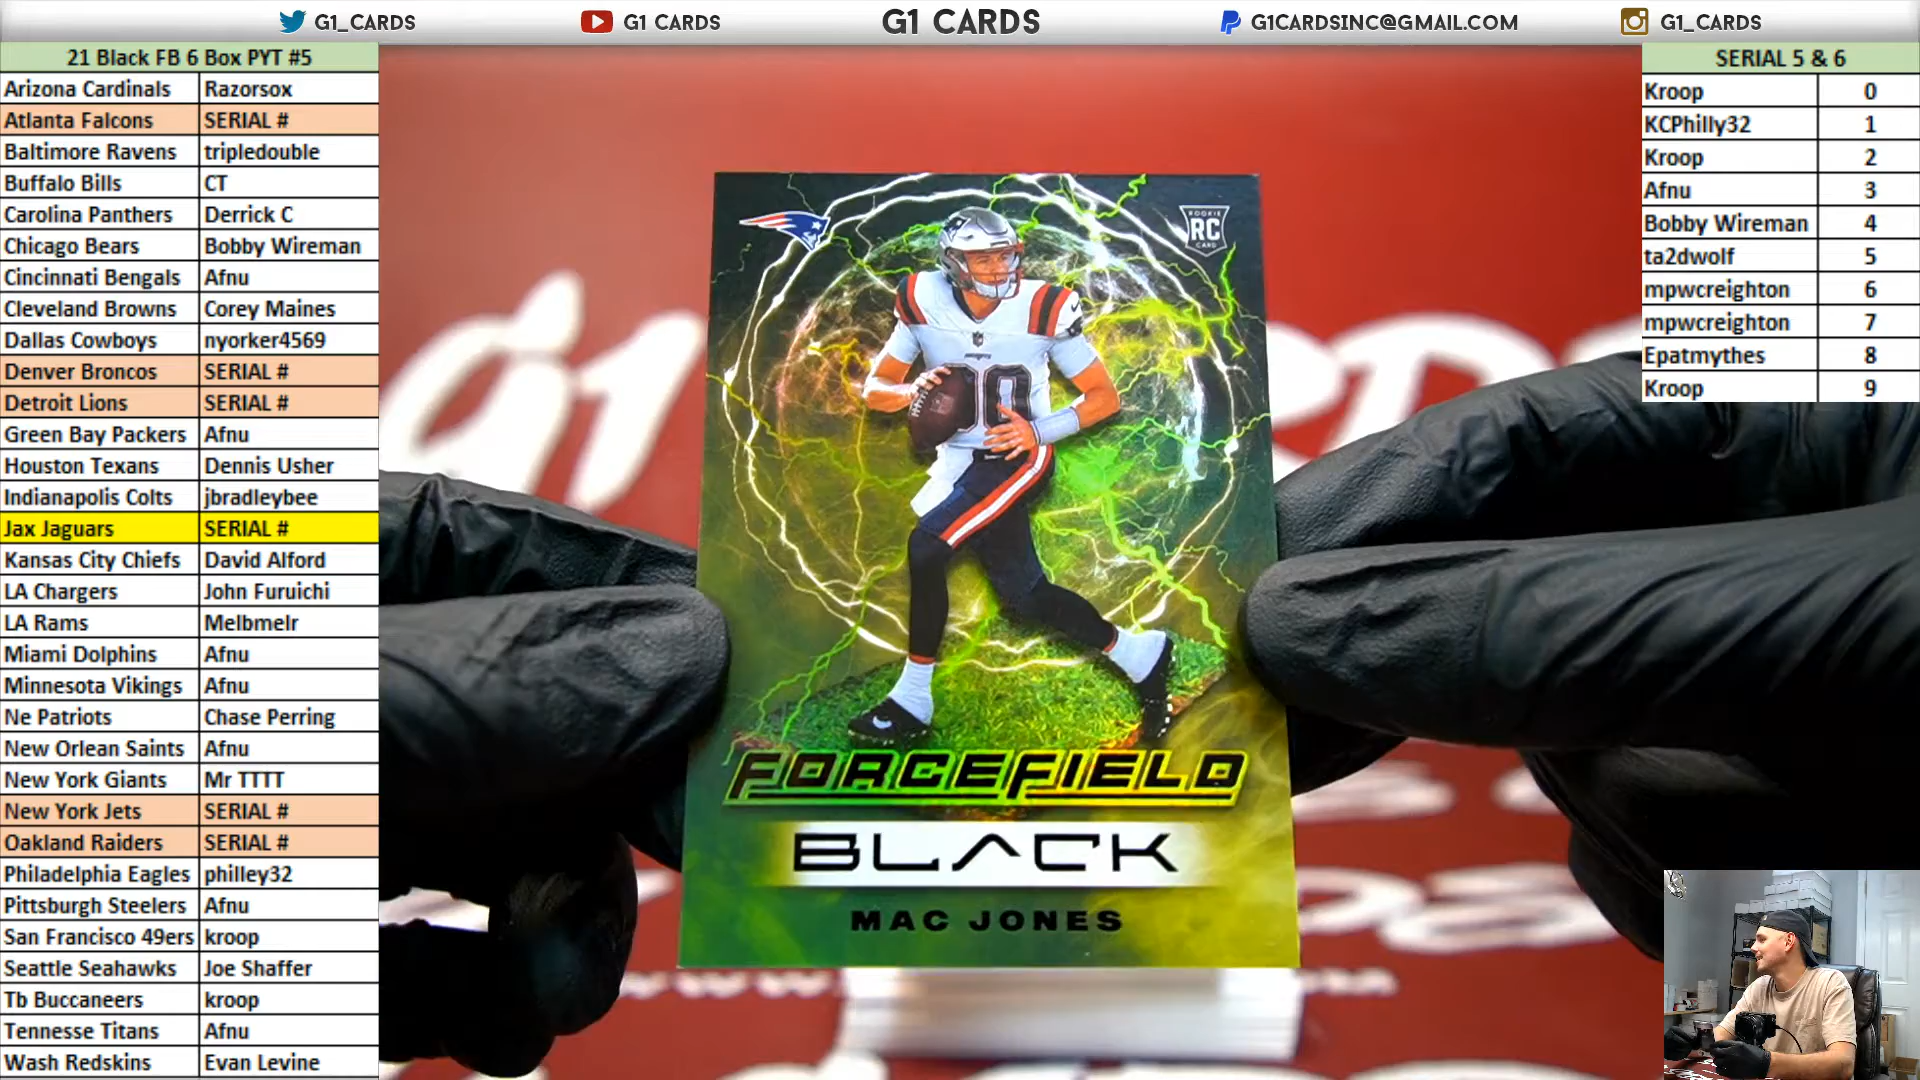 G1_CARDS
G1 CARDS
G1 CARDS
G1CARDSINC@GMAIL.COM
G1_CARDS
21 Black FB 6 Box PYT #5
Arizona Cardinals Razorsox
Atlanta Falcons SERIAL #
Baltimore Ravens tripledouble
Buffalo Bills CT
Carolina Panthers Derrick C
Chicago Bears Bobby Wireman
Cincinnati Bengals Afnu
Cleveland Browns Corey Maines
Dallas Cowboys nyorker4569
Denver Broncos SERIAL #
Detroit Lions SERIAL #
Green Bay Packers Afnu
Houston Texans Dennis Usher
Indianapolis Colts jbradleybee
Jax Jaguars SERIAL #
Kansas City Chiefs David Alford
LA Chargers John Furuichi
LA Rams Melbmelr
Miami Dolphins Afnu
Minnesota Vikings Afnu
Ne Patriots Chase Perring
New Orlean Saints Afnu
New York Giants Mr TTTT
New York Jets SERIAL #
Oakland Raiders SERIAL #
Philadelphia Eagles philley32
Pittsburgh Steelers Afnu
San Francisco 49ers kroop
Seattle Seahawks Joe Shaffer
Tb Buccaneers kroop
Tennesse Titans Afnu
Wash Redskins Evan Levine
ROOKIE
RC
CARD
FORCEFIELD
BLACK
MAC JONES
g1
SERIAL 5 & 6
Kroop 0
KCPhilly32 1
Kroop 2
Afnu 3
Bobby Wireman 4
ta2dwolf 5
mpwcreighton 6
mpwcreighton 7
Epatmythes 8
Kroop 9